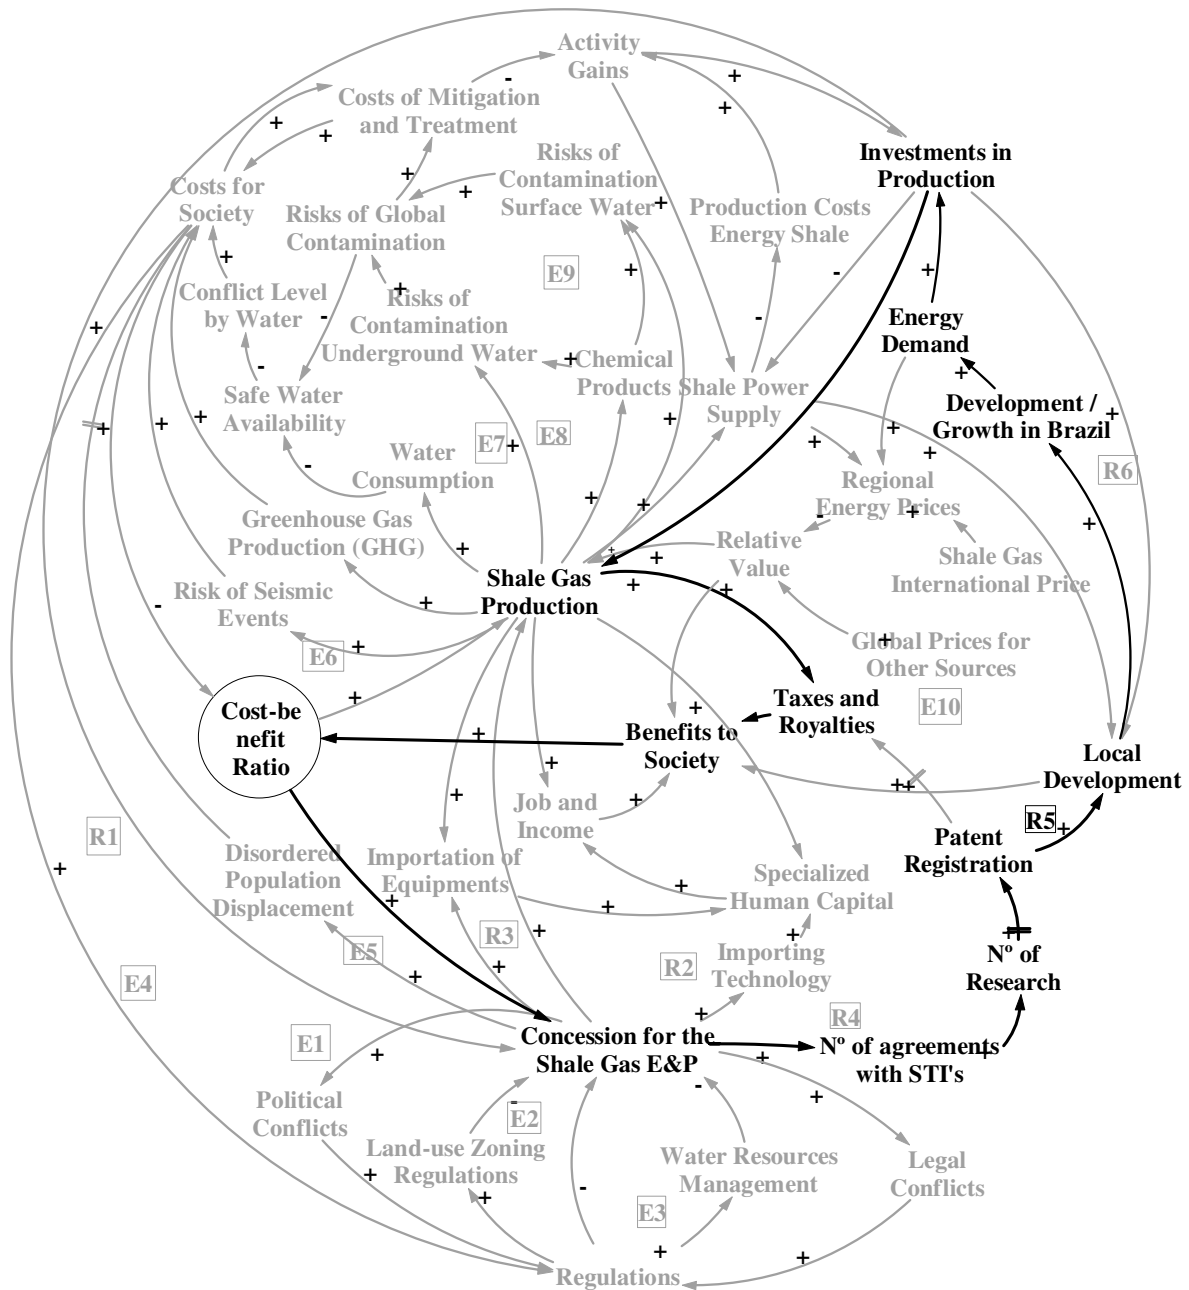 Activity
Gains
Costs of Mitigation
and Treatment
Investments in
Production
Risks of
Contamination
Surface Water
Costs for
Society
Risks of Global
Contamination
Production Costs
Energy Shale
E9
Conflict Level
by Water
Risks of
Contamination
Underground Water
Energy
Demand
Chemical
Products
Shale Power
Supply
Safe Water
Availability
Development /
Growth in Brazil
E7
E8
R6
Water
Consumption
Regional
Energy Prices
Greenhouse Gas
Production (GHG)
Relative
Value
Shale Gas
International Price
Shale Gas
Production
Risk of Seismic
Events
E6
Global Prices for
Other Sources
Cost-be
nefit
Ratio
Taxes and
Royalties
E10
Benefits to
Society
Local
Development
Job and
Income
R5
R1
Patent
Registration
Disordered
Population
Displacement
Importation of
Equipments
Specialized
Human Capital
R3
E5
E4
R2
Importing
Technology
Nº of
Research
R4
E1
Concession for the
Shale Gas E&P
Nº of agreements
with STI's
Political
Conflicts
E2
Land-use Zoning
Regulations
Water Resources
Management
Legal
Conflicts
E3
Regulations